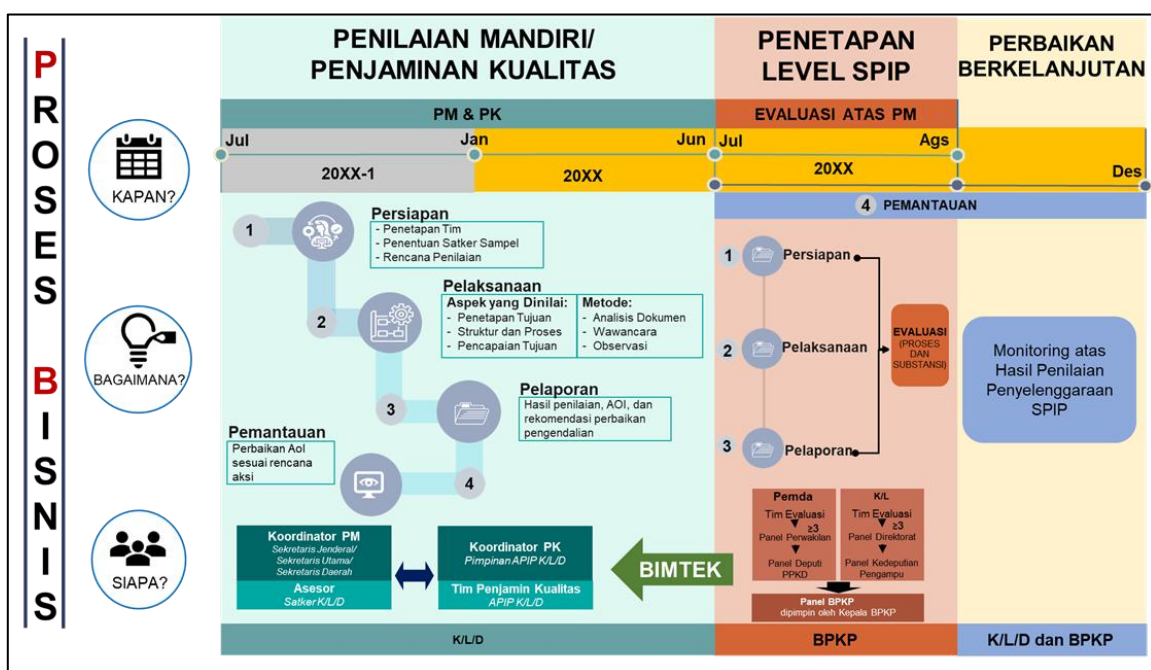 PROSES BISNIS
PENILAIAN MANDIRI/
PENJAMINAN KUALITAS
PENETAPAN
LEVEL SPIP
PERBAIKAN
BERKELANJUTAN
PM & PK
EVALUASI ATAS PM
KAPAN?
Jul
Jan
Jun
Jul
Ags
Des
20XX-1
20XX
20XX
4 PEMANTAUAN
BAGAIMANA?
1
Persiapan
- Penetapan Tim
- Penentuan Satker Sampel
- Rencana Penilaian
2
Pelaksanaan
Aspek yang Dinilai:
- Penetapan Tujuan
- Struktur dan Proses
- Pencapaian Tujuan
Metode:
- Analisis Dokumen
- Wawancara
- Observasi
3
Pelaporan
Hasil penilaian, AOI, dan
rekomendasi perbaikan
pengendalian
4
Pemantauan
Perbaikan AoI
sesuai rencana
aksi
1 Persiapan
2 Pelaksanaan
3 Pelaporan
EVALUASI
(PROSES
DAN
SUBSTANSI)
Monitoring atas
Hasil Penilaian
Penyelenggaraan
SPIP
SIAPA?
Koordinator PM
Sekretaris Jenderal/
Sekretaris Utama/
Sekretaris Daerah
Asesor
Satker K/L/D
Koordinator PK
Pimpinan APIP K/L/D
Tim Penjamin Kualitas
APIP K/L/D
BIMTEK
Pemda
Tim Evaluasi
≥3
Panel Perwakilan
Panel Deputi
PPKD
K/L
Tim Evaluasi
≥3
Panel Direktorat
Panel Kedeputian
Pengampu
Panel BPKP
dipimpin oleh Kepala BPKP
K/L/D
BPKP
K/L/D dan BPKP